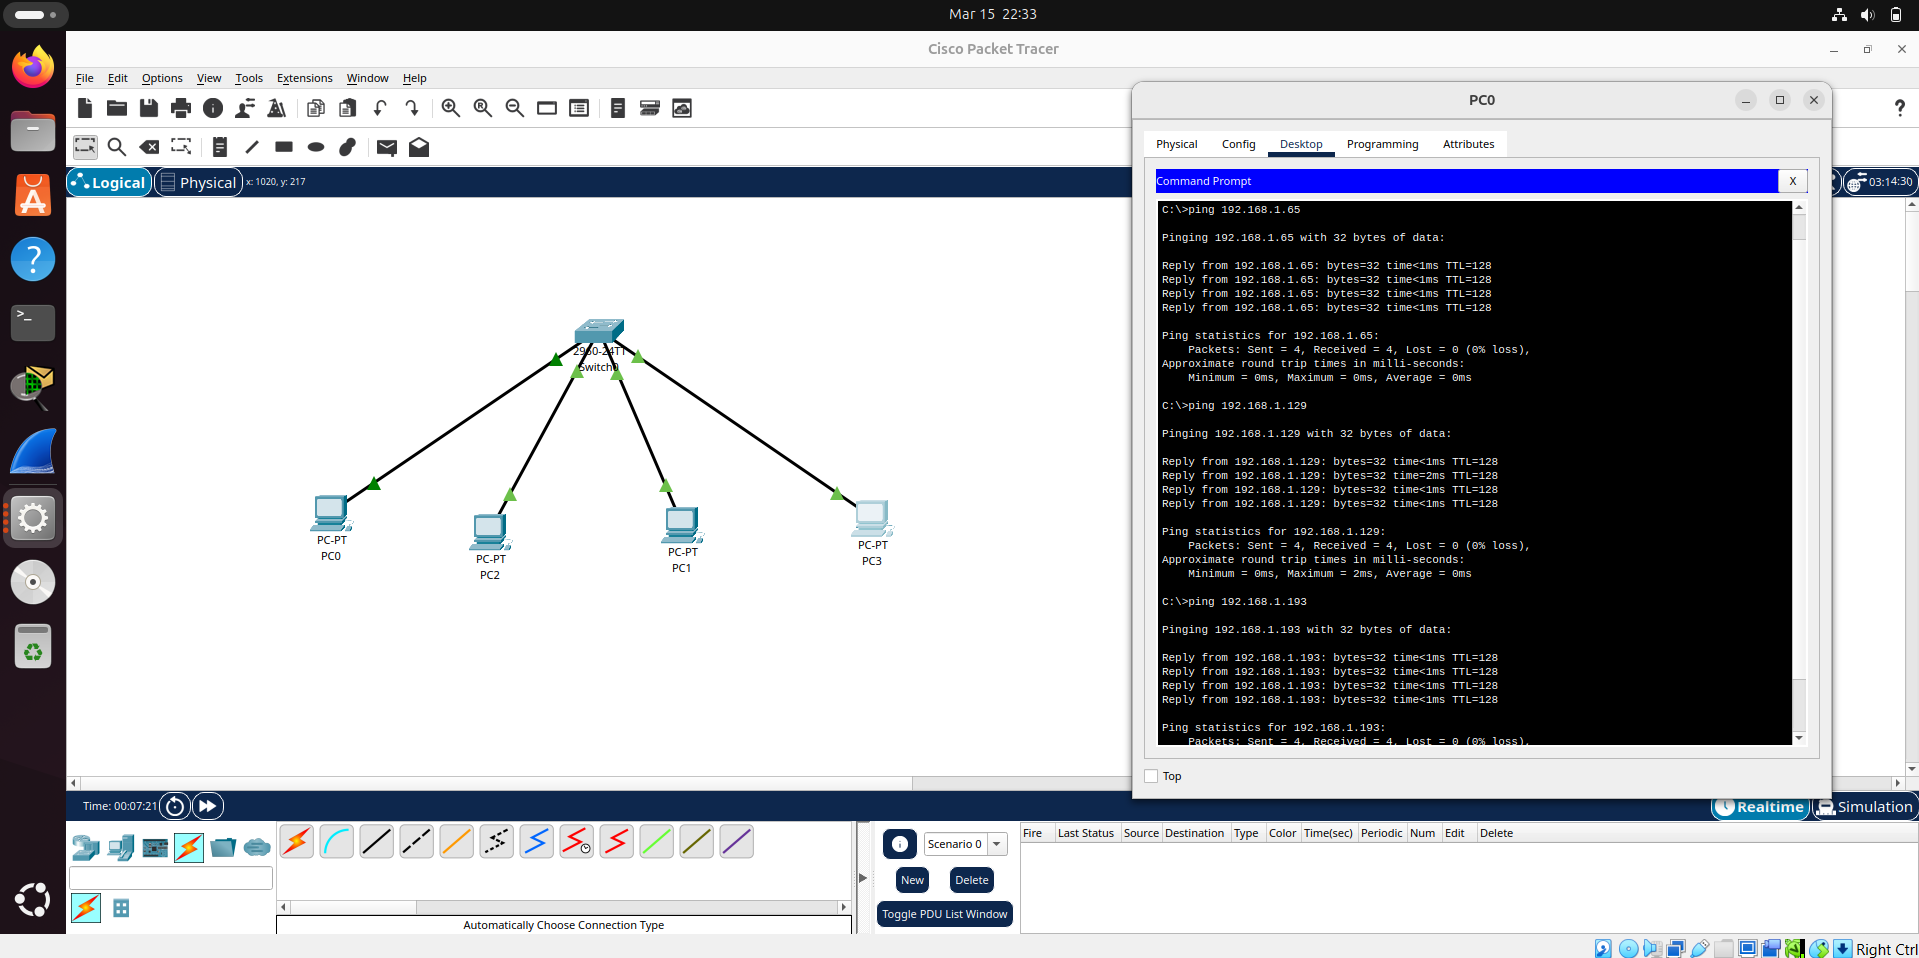 Mar 15 22:33
Cisco Packet Tracer
File Edit Options View Tools Extensions Window Help
Logical Physical x: 1020, y: 217
03:14:30
2960-24TT
Switch0
PC-PT
PC0
PC-PT
PC2
PC-PT
PC1
PC-PT
PC3
PC0
Physical Config Desktop Programming Attributes
Command Prompt X
C:\>ping 192.168.1.65
Pinging 192.168.1.65 with 32 bytes of data:
Reply from 192.168.1.65: bytes=32 time<1ms TTL=128
Reply from 192.168.1.65: bytes=32 time<1ms TTL=128
Reply from 192.168.1.65: bytes=32 time<1ms TTL=128
Reply from 192.168.1.65: bytes=32 time<1ms TTL=128
Ping statistics for 192.168.1.65:
Packets: Sent = 4, Received = 4, Lost = 0 (0% loss),
Approximate round trip times in milli-seconds:
Minimum = 0ms, Maximum = 0ms, Average = 0ms
C:\>ping 192.168.1.129
Pinging 192.168.1.129 with 32 bytes of data:
Reply from 192.168.1.129: bytes=32 time<1ms TTL=128
Reply from 192.168.1.129: bytes=32 time=2ms TTL=128
Reply from 192.168.1.129: bytes=32 time<1ms TTL=128
Reply from 192.168.1.129: bytes=32 time<1ms TTL=128
Ping statistics for 192.168.1.129:
Packets: Sent = 4, Received = 4, Lost = 0 (0% loss),
Approximate round trip times in milli-seconds:
Minimum = 0ms, Maximum = 2ms, Average = 0ms
C:\>ping 192.168.1.193
Pinging 192.168.1.193 with 32 bytes of data:
Reply from 192.168.1.193: bytes=32 time<1ms TTL=128
Reply from 192.168.1.193: bytes=32 time<1ms TTL=128
Reply from 192.168.1.193: bytes=32 time<1ms TTL=128
Reply from 192.168.1.193: bytes=32 time<1ms TTL=128
Ping statistics for 192.168.1.193:
Packets: Sent = 4, Received = 4, Lost = 0 (0% loss),
Top
Time: 00:07:21
Realtime Simulation
Automatically Choose Connection Type
Scenario 0
New Delete
Toggle PDU List Window
Fire Last Status Source Destination Type Color Time(sec) Periodic Num Edit Delete
Right Ctrl